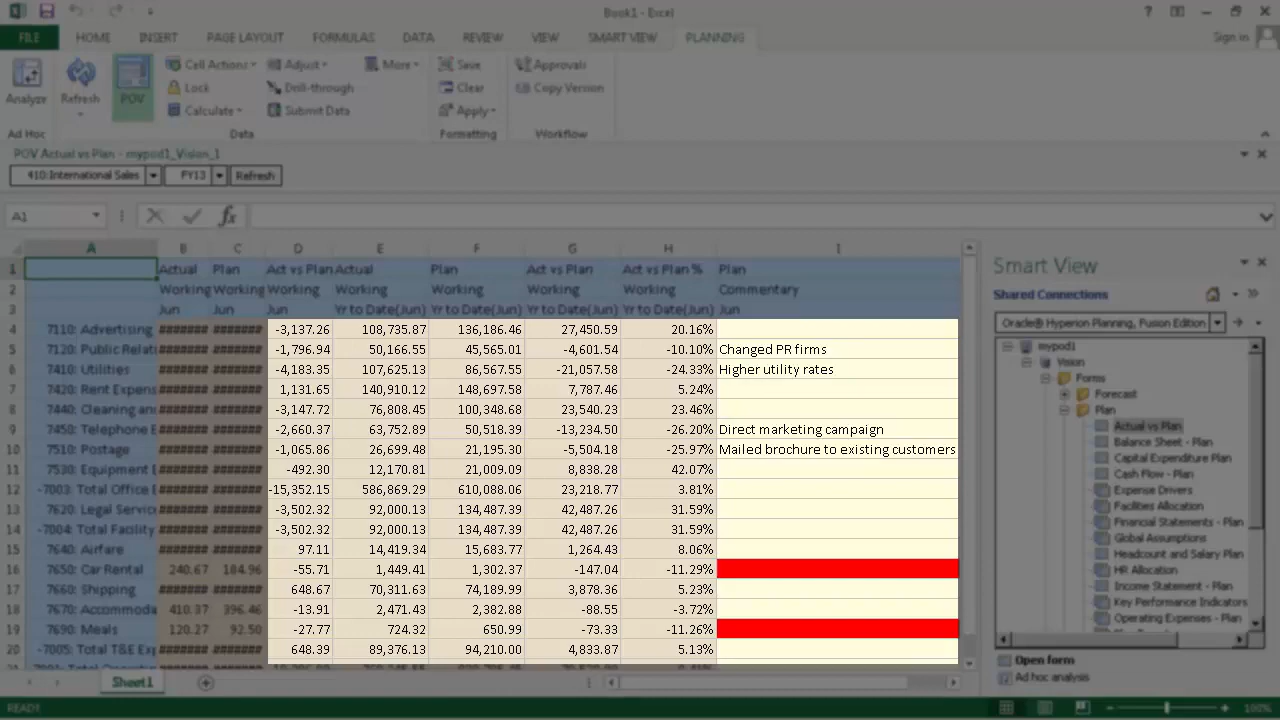 Book1 - Excel
FILE HOME INSERT PAGE LAYOUT FORMULAS DATA REVIEW VIEW SMART VIEW PLANNING Sign in
Analyze Refresh POV Cell Actions Lock Calculate Adjust Drill-through Submit Data More Save Clear Apply Approvals Copy Version
Ad Hoc Data Formatting Workflow
POV Actual vs Plan - mypod1_Vision_1
410:International Sales FY13 Refresh
A1 fx
A B C D E F G H I
1 Actual Plan Act vs Plan Actual Plan Act vs Plan Act vs Plan % Plan
2 Working Working Working Working Working Working Working Commentary
3 Jun Jun Jun Yr to Date(Jun) Yr to Date(Jun) Yr to Date(Jun) Yr to Date(Jun) Jun
4 7110: Advertising ####### ####### -3,137.26 108,735.87 136,186.46 27,450.59 20.16%
5 7120: Public Relati ####### ####### -1,796.94 50,166.55 45,565.01 -4,601.54 -10.10% Changed PR firms
6 7410: Utilities ####### ####### 107,625.13 86,567.55 -21,057.58 -24.33% Higher utility rates
7 7420: Rent Expens ####### ####### 1,131.65 148,697.58 5.24%
8 7440: Cleaning an ####### ####### -3,147.72 76,808.45 100,348.68 23,540.23 23.46%
9 7450: Telephone E ####### ####### -2,660.37 63,752.89 50,518.39 -13,234.50 -26.20% Direct marketing campaign
10 7510: Postage ####### ####### -1,065.86 -5,504.18 -25.97% Mailed brochure to existing customers
11 7530: Equipment E ####### ####### -492.30 12,170.81 21,009.09 8,838.28 42.07%
12 -7003: Total Office E ####### ####### -15,352.15 586,869.29 23,218.77 3.81%
13 7620: Legal Service ####### ####### -3,502.32 92,000.13 134,487.39 42,487.26 31.59%
14 -7004: Total Facility ####### ####### -3,502.32 92,000.13 134,487.39 42,487.26 31.59%
15 7640: Airfare ####### ####### 97.11 14,419.34 15,683.77 1,264.43 8.06%
16 7650: Car Rental 240.67 184.96 -55.71 1,449.41 1,302.37 -147.04 -11.29%
17 7660: Shipping ####### ####### 648.67 70,311.63 74,189.99 3,878.36 5.23%
18 7670: Accommoda 410.37 396.46 -13.91 2,471.43 2,382.88 -88.55 -3.72%
19 7690: Meals 120.27 92.50 -27.77 724.32 650.99 -73.33 -11.26%
20 -7005: Total T&E Exp ####### ####### 648.39 89,376.13 94,210.00 4,833.87 5.13%
Sheet1
READY 100%
Smart View
Shared Connections
Oracle® Hyperion Planning, Fusion Edition
mypod1
Vision
Forms
Forecast
Plan
Actual vs Plan
Balance Sheet - Plan
Capital Expenditure Plan
Cash Flow - Plan
Expense Drivers
Facilities Allocation
Financial Statements - Plan
Global Assumptions
Headcount and Salary Plan
HR Allocation
Income Statement - Plan
Key Performance Indicators
Operating Expenses - Plan
Open form
Ad hoc analysis